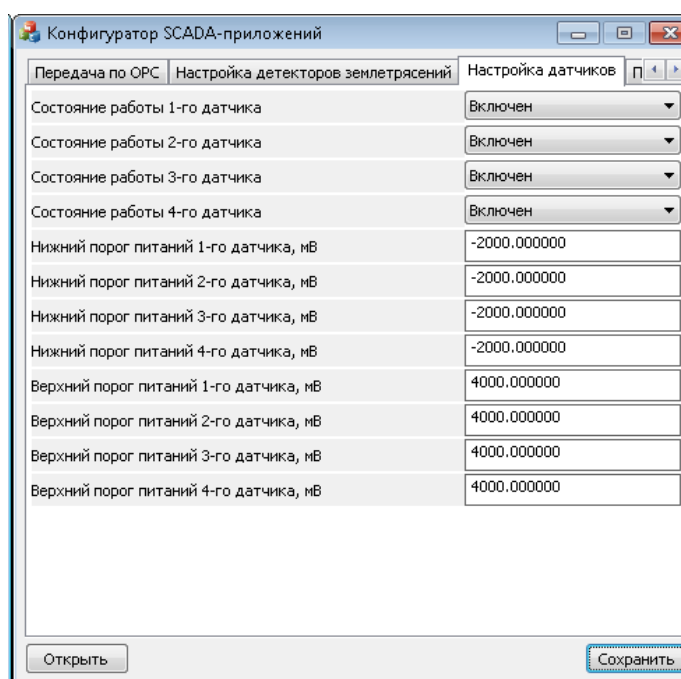 Конфигуратор SCADA-приложений
Передача по OPC Настройка детекторов землетрясений Настройка датчиков П
Состояние работы 1-го датчика Включен
Состояние работы 2-го датчика Включен
Состояние работы 3-го датчика Включен
Состояние работы 4-го датчика Включен
Нижний порог питаний 1-го датчика, мВ -2000.000000
Нижний порог питаний 2-го датчика, мВ -2000.000000
Нижний порог питаний 3-го датчика, мВ -2000.000000
Нижний порог питаний 4-го датчика, мВ -2000.000000
Верхний порог питаний 1-го датчика, мВ 4000.000000
Верхний порог питаний 2-го датчика, мВ 4000.000000
Верхний порог питаний 3-го датчика, мВ 4000.000000
Верхний порог питаний 4-го датчика, мВ 4000.000000
Открыть Сохранить